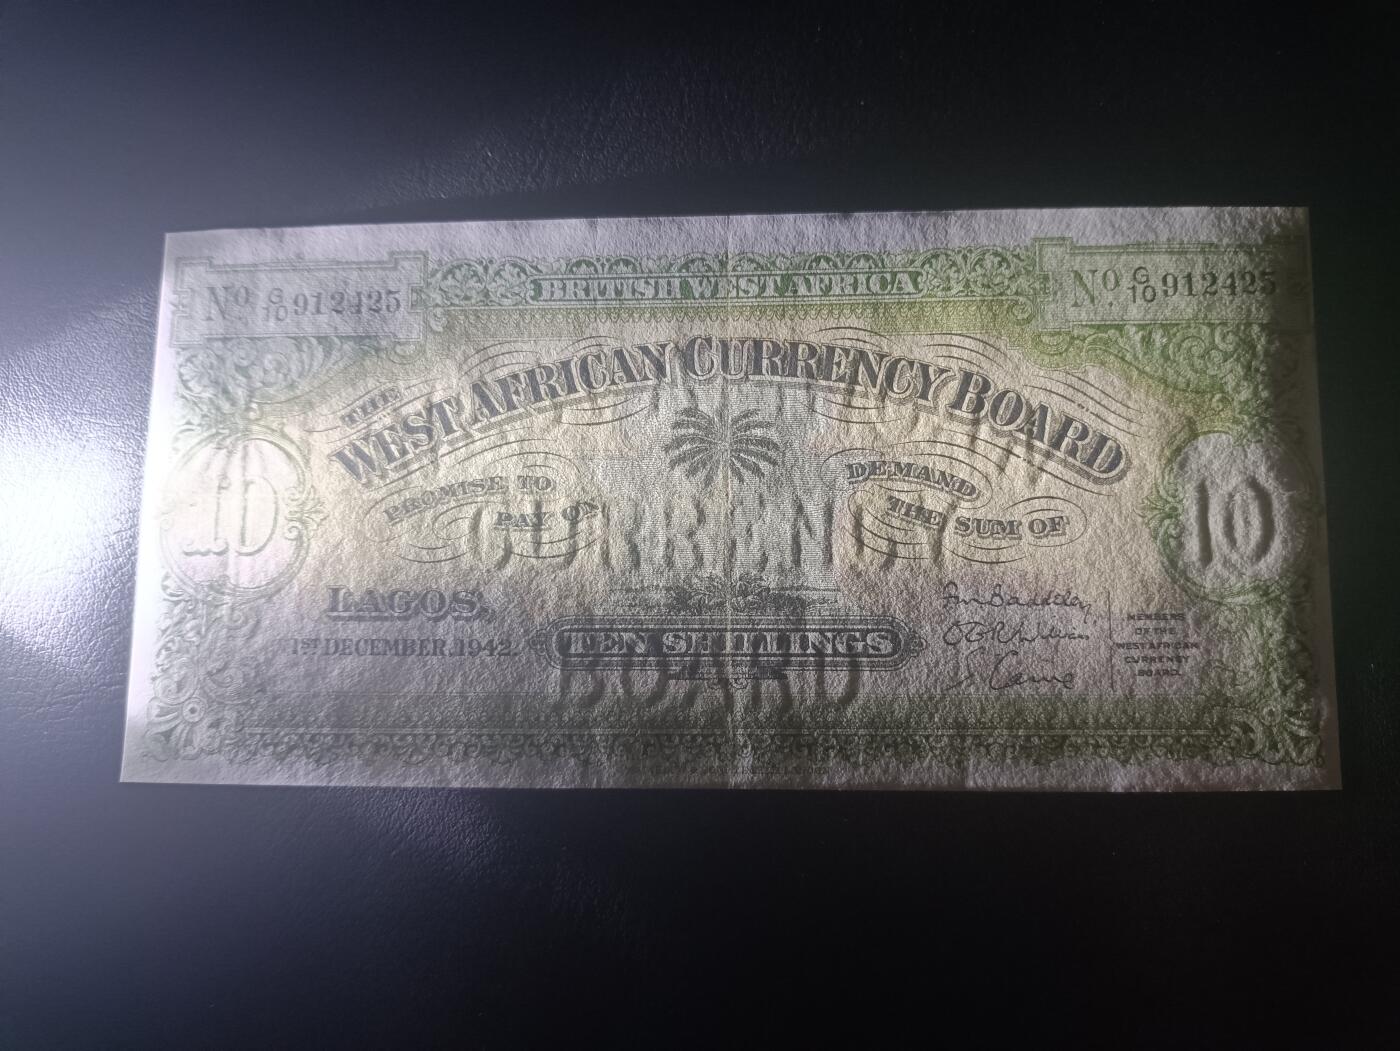 No. G/10 912425
BRITISH WEST AFRICA
No. G/10 912425
THE
WEST AFRICAN CURRENCY BOARD
PROMISE TO
PAY ON
DEMAND
THE SUM OF
10
10
CURRENCY
BOARD
LAGOS,
1ST DECEMBER, 1942.
TEN SHILLINGS
S. Caine
MEMBERS
OF THE
WEST AFRICAN
CURRENCY
BOARD.